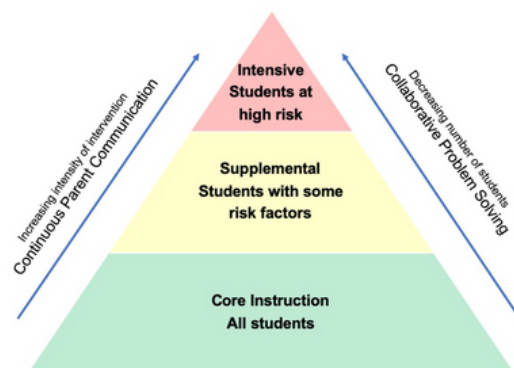 Intensive
Students at
high risk
Increasing intensity of intervention
Continuous Parent Communication
Decreasing number of students
Collaborative Problem Solving
Supplemental
Students with some
risk factors
Core Instruction
All students